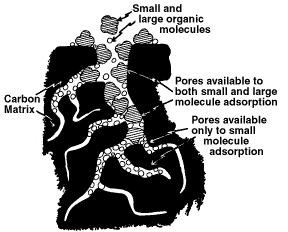 Small and
large organic
molecules
Pores available to
both small and large
molecule adsorption
Carbon
Matrix
Pores available
only to small
molecule
adsorption